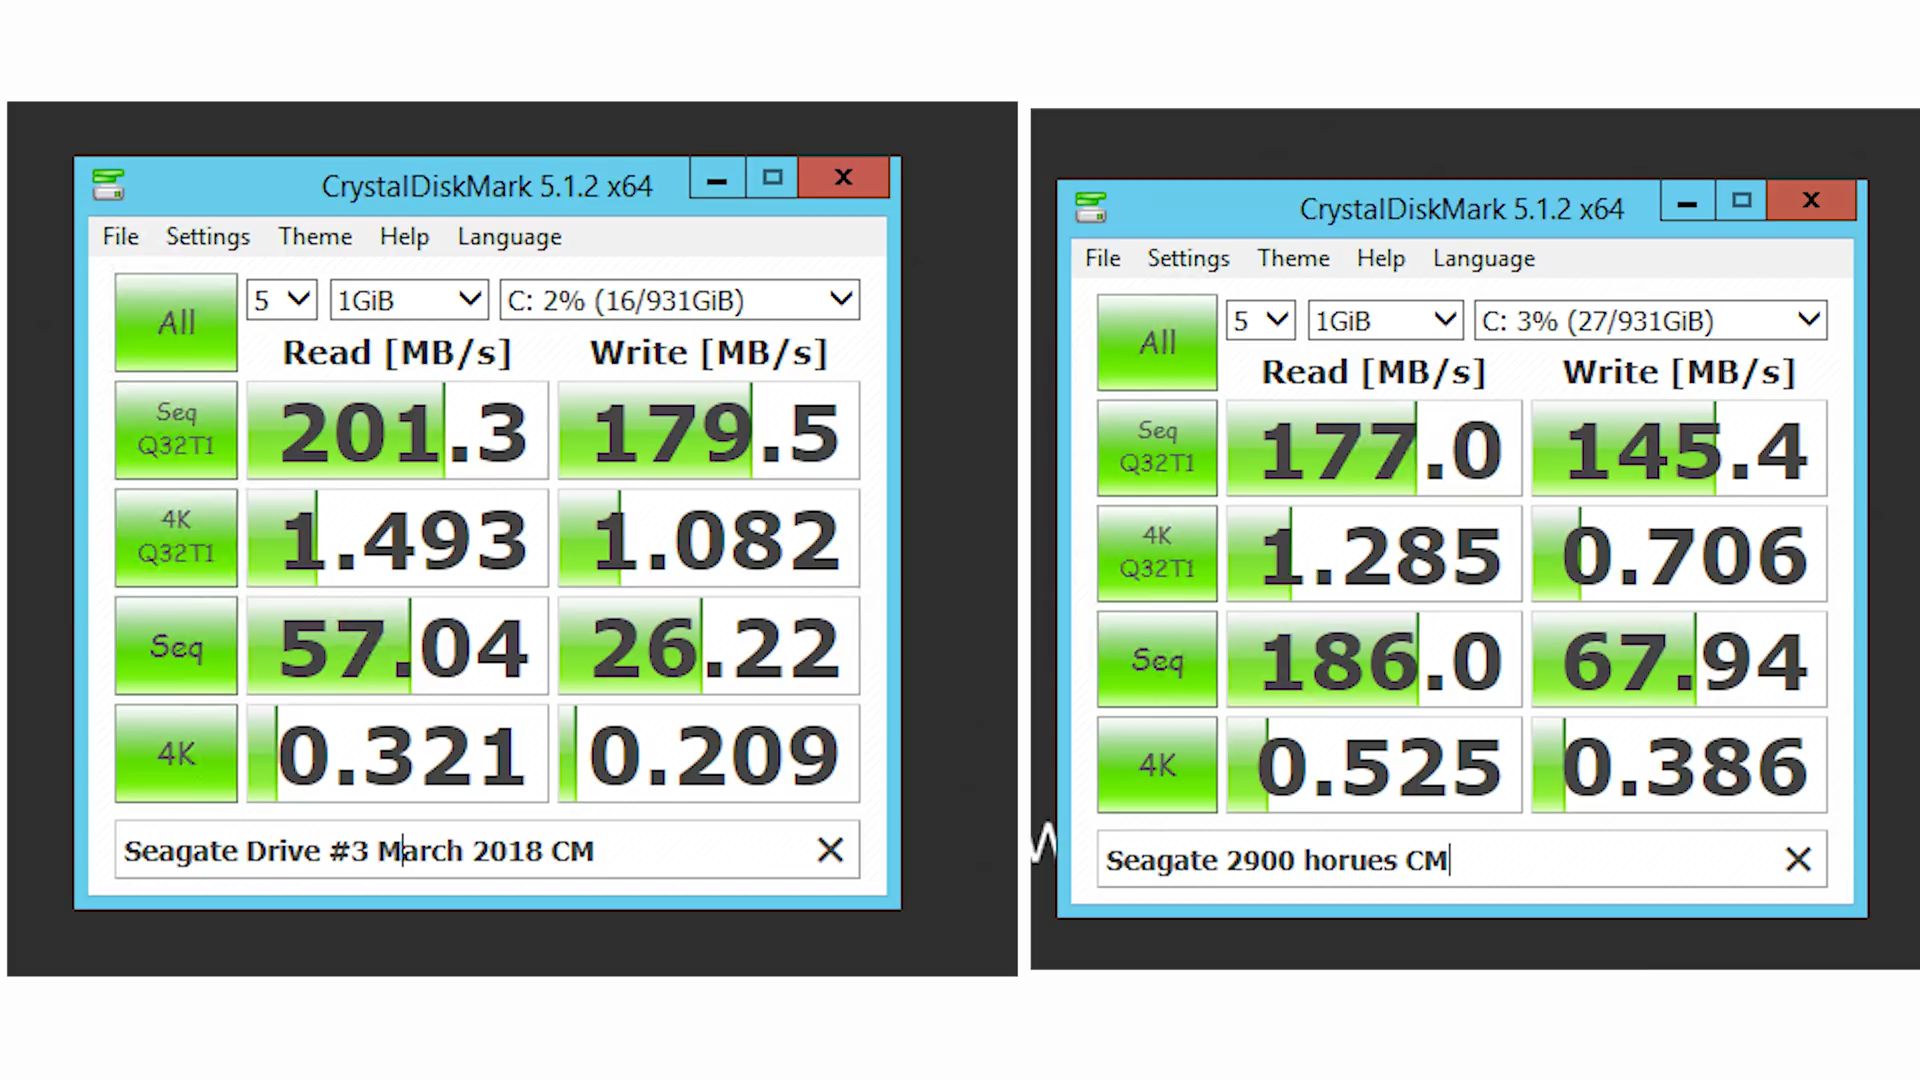 CrystalDiskMark 5.1.2 x64
File Settings Theme Help Language
All 5 1GiB C: 2% (16/931GiB)
Read [MB/s] Write [MB/s]
Seq Q32T1 201.3 179.5
4K Q32T1 1.493 1.082
Seq 57.04 26.22
4K 0.321 0.209
Seagate Drive #3 March 2018 CM
CrystalDiskMark 5.1.2 x64
File Settings Theme Help Language
All 5 1GiB C: 3% (27/931GiB)
Read [MB/s] Write [MB/s]
Seq Q32T1 177.0 145.4
4K Q32T1 1.285 0.706
Seq 186.0 67.94
4K 0.525 0.386
Seagate 2900 horues CM